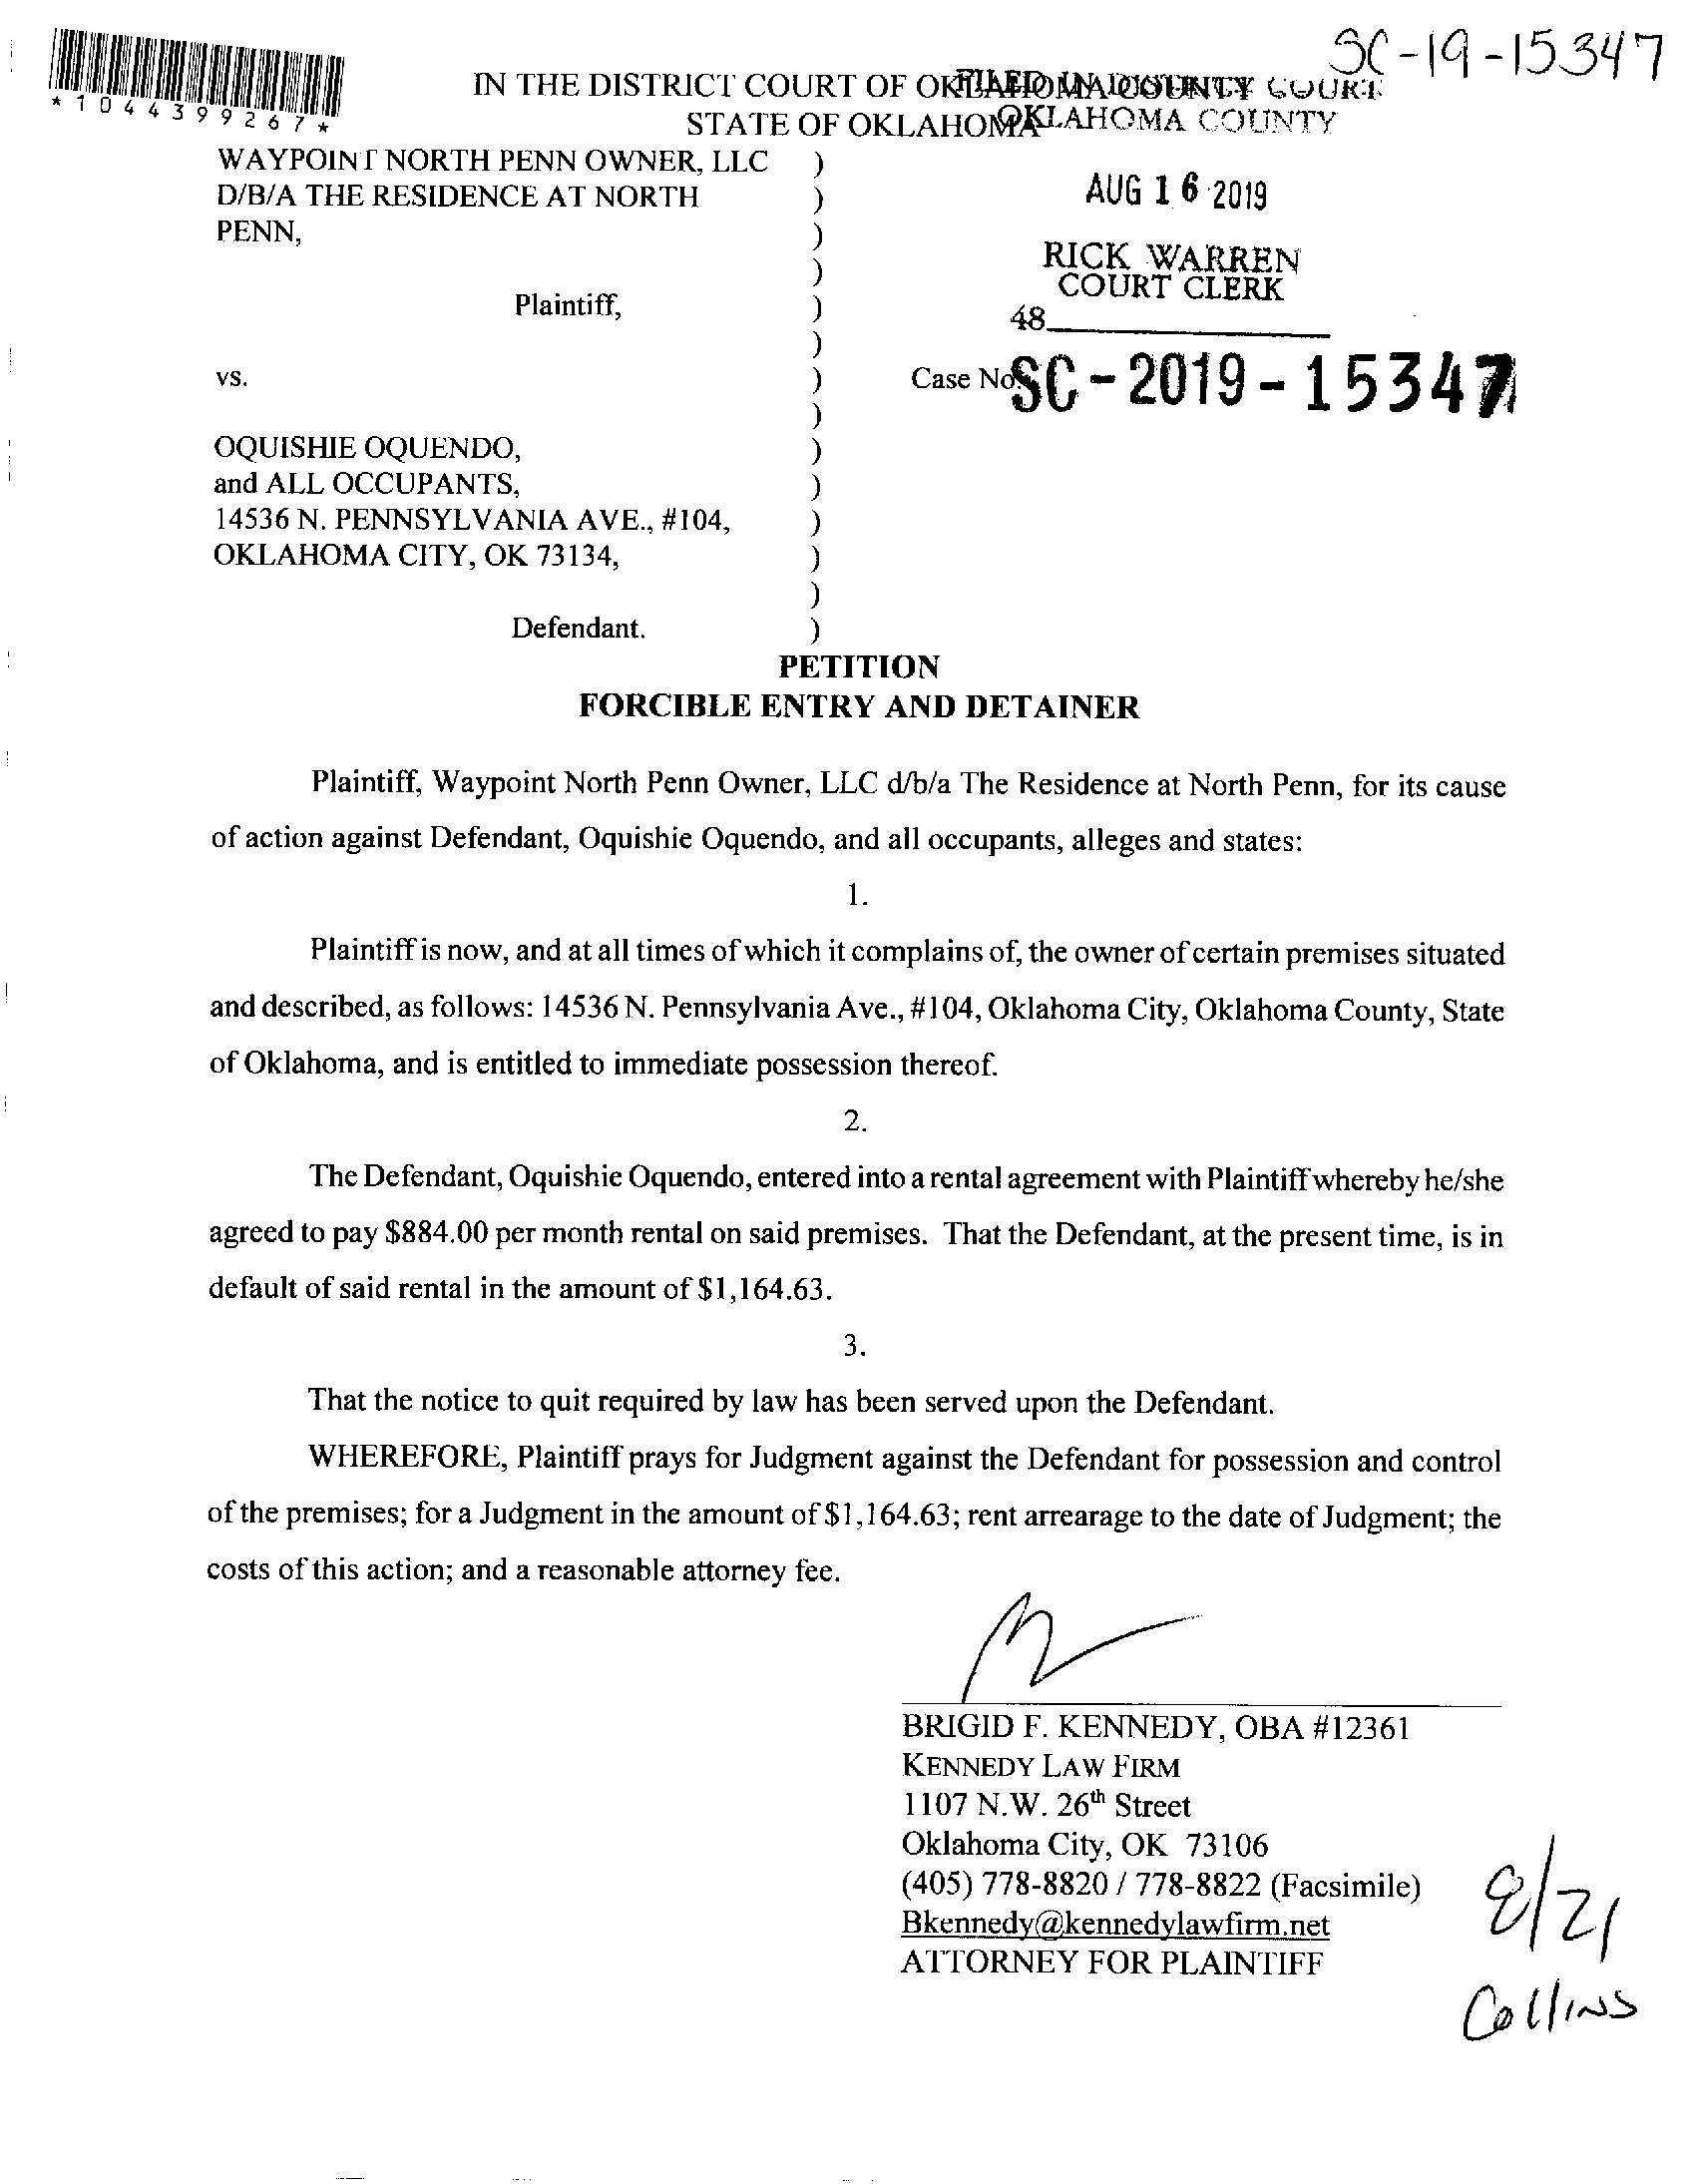 SC-19-15347
*1044399267*
IN THE DISTRICT COURT OF OKLAHOMA COUNTY
STATE OF OKLAHOMA
FILED IN DISTRICT COURT
OKLAHOMA COUNTY
WAYPOINT NORTH PENN OWNER, LLC )
D/B/A THE RESIDENCE AT NORTH )
PENN, )
)
Plaintiff, )
)
vs. )
)
OQUISHIE OQUENDO, )
and ALL OCCUPANTS, )
14536 N. PENNSYLVANIA AVE., #104, )
OKLAHOMA CITY, OK 73134, )
)
Defendant. )
AUG 16 2019
RICK WARREN
COURT CLERK
48
Case No. SC-2019-15347
PETITION
FORCIBLE ENTRY AND DETAINER
Plaintiff, Waypoint North Penn Owner, LLC d/b/a The Residence at North Penn, for its cause
of action against Defendant, Oquishie Oquendo, and all occupants, alleges and states:
1.
Plaintiff is now, and at all times of which it complains of, the owner of certain premises situated
and described, as follows: 14536 N. Pennsylvania Ave., #104, Oklahoma City, Oklahoma County, State
of Oklahoma, and is entitled to immediate possession thereof.
2.
The Defendant, Oquishie Oquendo, entered into a rental agreement with Plaintiff whereby he/she
agreed to pay $884.00 per month rental on said premises. That the Defendant, at the present time, is in
default of said rental in the amount of $1,164.63.
3.
That the notice to quit required by law has been served upon the Defendant.
WHEREFORE, Plaintiff prays for Judgment against the Defendant for possession and control
of the premises; for a Judgment in the amount of $1,164.63; rent arrearage to the date of Judgment; the
costs of this action; and a reasonable attorney fee.
BRIGID F. KENNEDY, OBA #12361
KENNEDY LAW FIRM
1107 N.W. 26th Street
Oklahoma City, OK 73106
(405) 778-8820 / 778-8822 (Facsimile)
Bkennedy@kennedylawfirm.net
ATTORNEY FOR PLAINTIFF
8/21
Collins